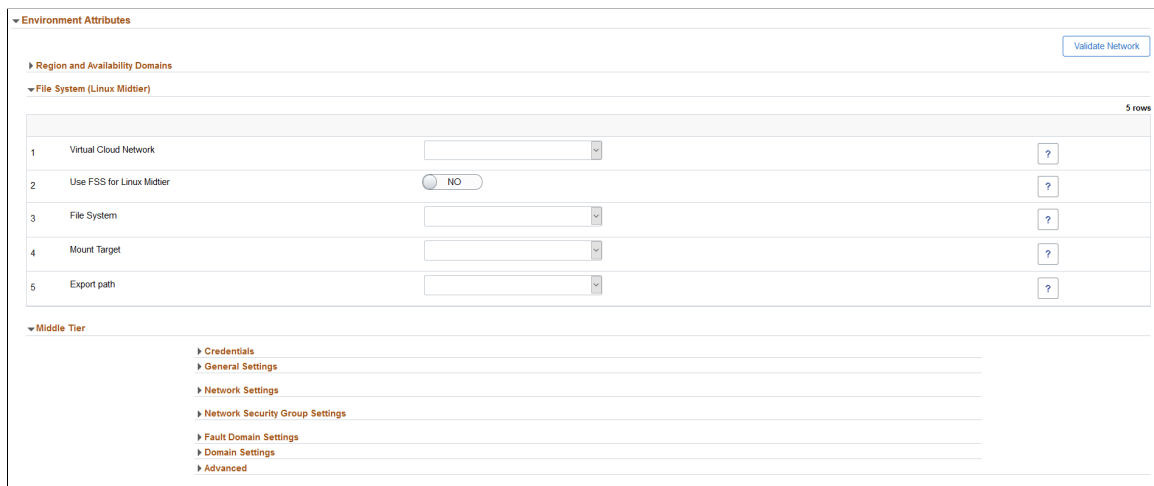 Environment Attributes
Validate Network
Region and Availability Domains
File System (Linux Midtier)
5 rows
1 Virtual Cloud Network ?
2 Use FSS for Linux Midtier NO ?
3 File System ?
4 Mount Target ?
5 Export path ?
Middle Tier
Credentials
General Settings
Network Settings
Network Security Group Settings
Fault Domain Settings
Domain Settings
Advanced